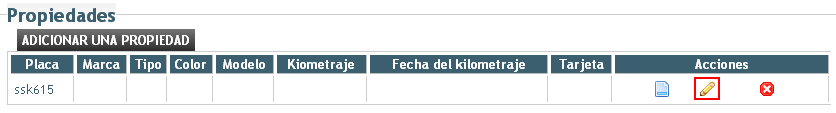 Propiedades
ADICIONAR UNA PROPIEDAD
Placa Marca Tipo Color Modelo Kiometraje Fecha del kilometraje Tarjeta Acciones
ssk615